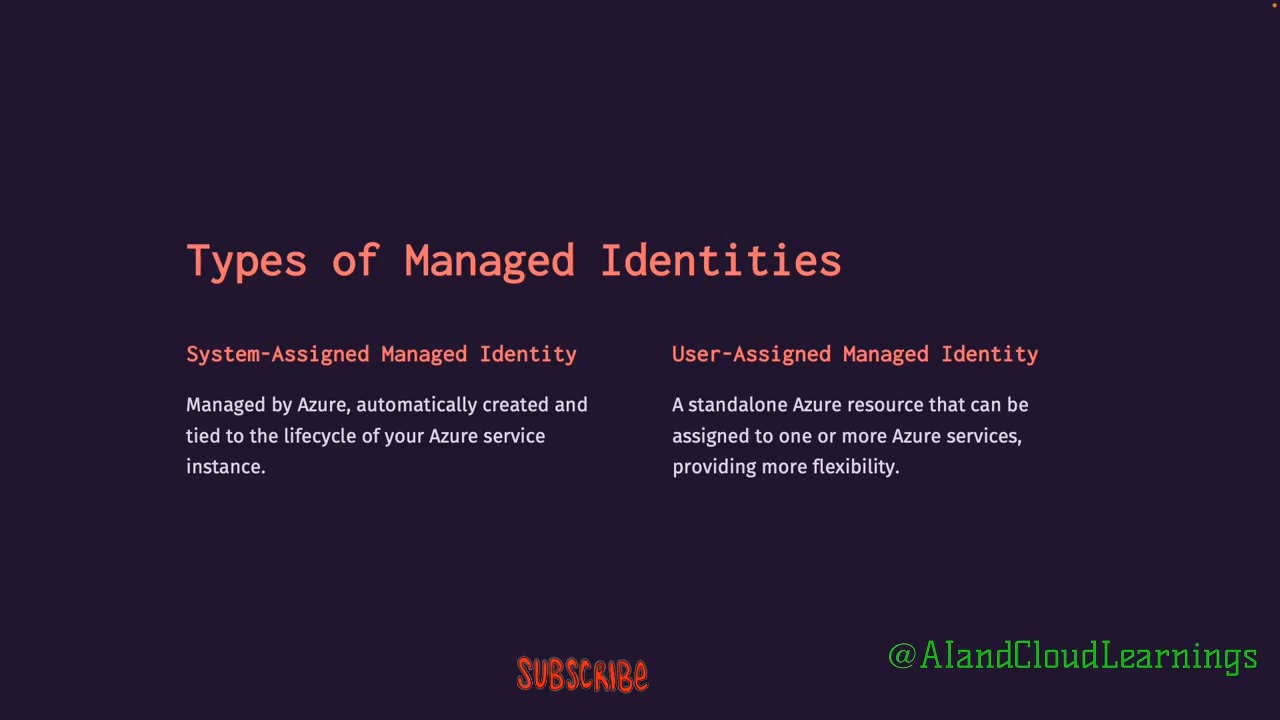 Types of Managed Identities
System-Assigned Managed Identity
Managed by Azure, automatically created and
tied to the lifecycle of your Azure service
instance.
User-Assigned Managed Identity
A standalone Azure resource that can be
assigned to one or more Azure services,
providing more flexibility.
SUBSCRIBE
@AIandCloudLearnings